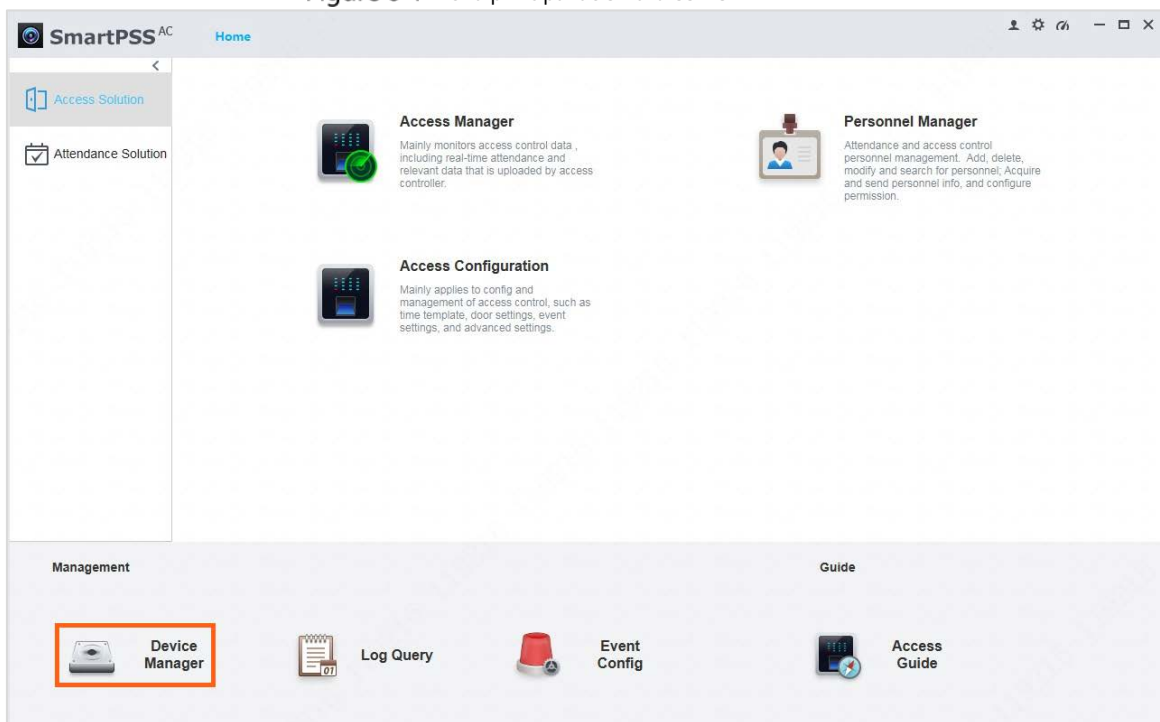 SmartPSS AC
Home
Access Solution
Attendance Solution
Access Manager
Mainly monitors access control data ,
including real-time attendance and
relevant data that is uploaded by access
controller.
Personnel Manager
Attendance and access control
personnel management. Add, delete,
modify and search for personnel; Acquire
and send personnel info, and configure
permission.
Access Configuration
Mainly applies to config and
management of access control, such as
time template, door settings, event
settings, and advanced settings.
Management
Guide
Device
Manager
01
Log Query
Event
Config
Access
Guide